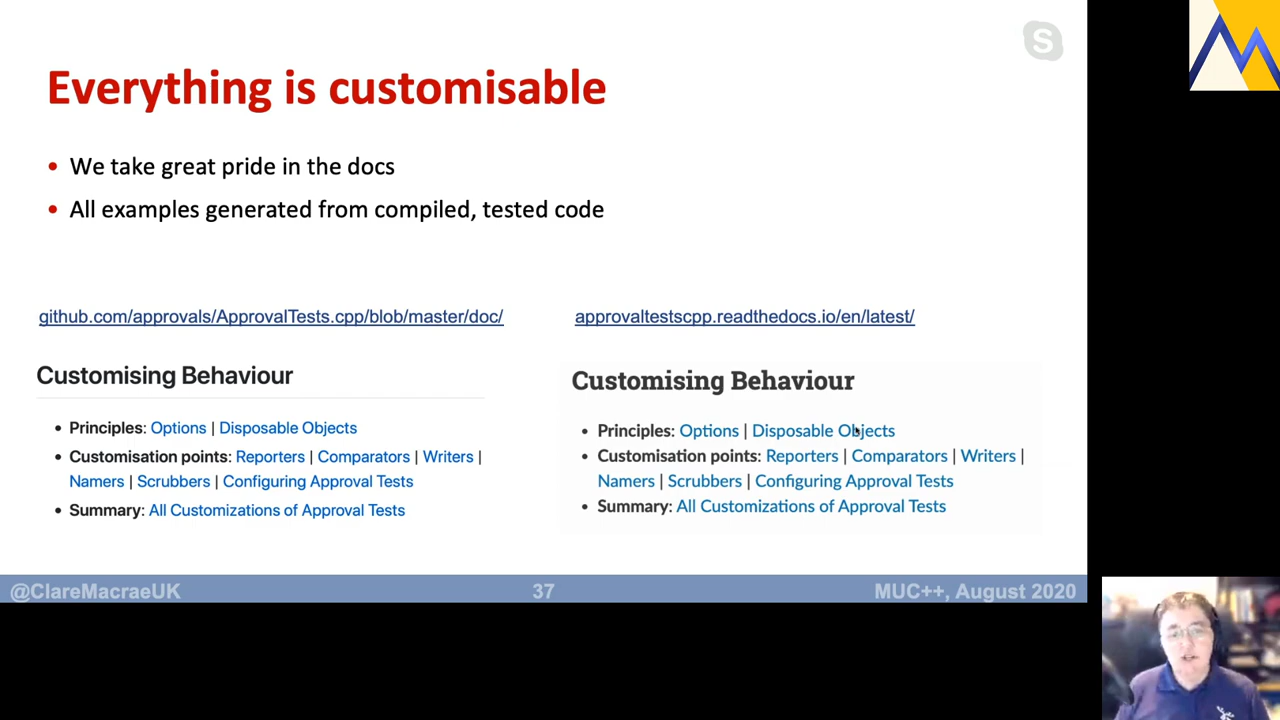 Everything is customisable
• We take great pride in the docs
• All examples generated from compiled, tested code
github.com/approvals/ApprovalTests.cpp/blob/master/doc/
Customising Behaviour
• Principles: Options | Disposable Objects
• Customisation points: Reporters | Comparators | Writers |
Namers | Scrubbers | Configuring Approval Tests
• Summary: All Customizations of Approval Tests
approvaltestscpp.readthedocs.io/en/latest/
Customising Behaviour
• Principles: Options | Disposable Objects
• Customisation points: Reporters | Comparators | Writers |
Namers | Scrubbers | Configuring Approval Tests
• Summary: All Customizations of Approval Tests
@ClareMacraeUK
37
MUC++, August 2020
S